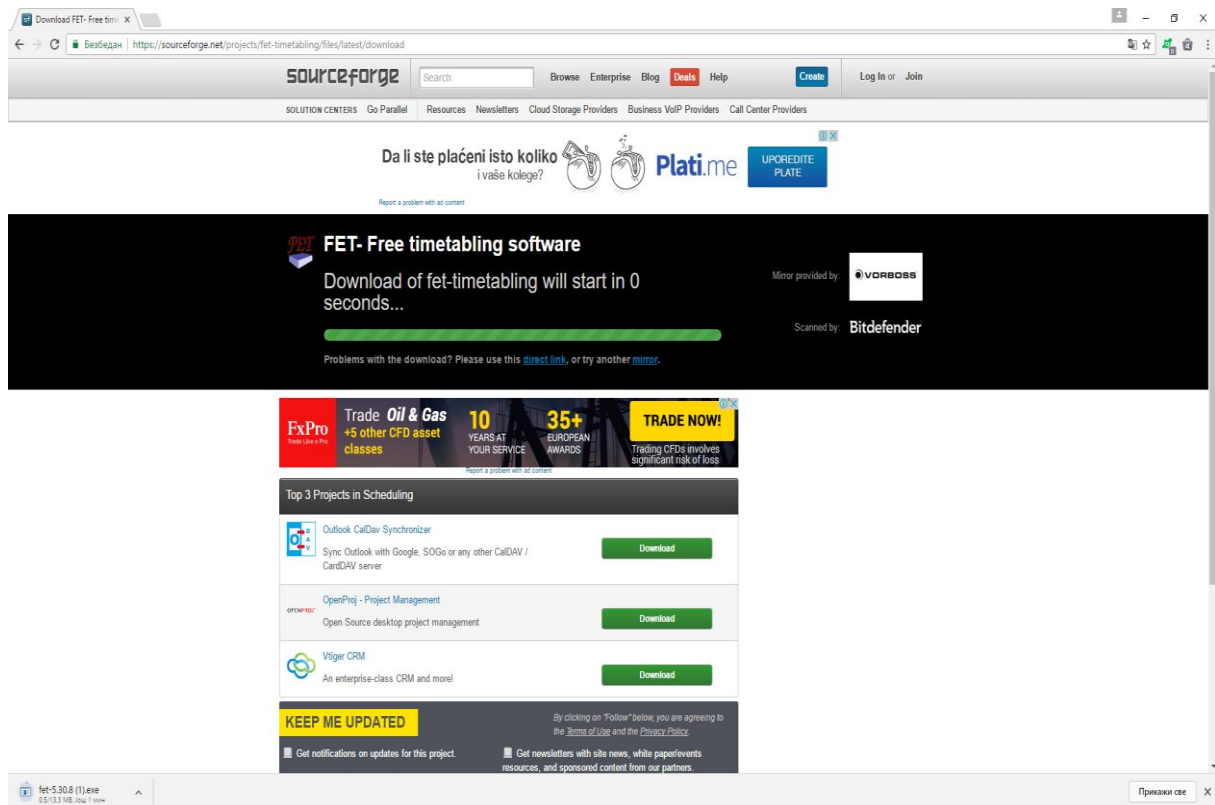 Download FET- Free tim
Безбедан https://sourceforge.net/projects/fet-timetabling/files/latest/download
sourceforge
Search
Browse Enterprise Blog Deals Help
Create
Log In or Join
SOLUTION CENTERS Go Parallel Resources Newsletters Cloud Storage Providers Business VoIP Providers Call Center Providers
Da li ste plaćeni isto koliko
i vaše kolege?
Plati.me
UPOREDITE
PLATE
Report a problem with ad content
FET
FET- Free timetabling software
Download of fet-timetabling will start in 0
seconds...
Mirror provided by:
VORBOSS
Scanned by:
Bitdefender
Problems with the download? Please use this direct link, or try another mirror.
FxPro
Trade Like a Pro
Trade Oil & Gas
+5 other CFD asset
classes
10
YEARS AT
YOUR SERVICE
35+
EUROPEAN
AWARDS
TRADE NOW!
Trading CFDs involves
significant risk of loss
Report a problem with ad content
Top 3 Projects in Scheduling
Outlook CalDav Synchronizer
Sync Outlook with Google, SOGo or any other CalDAV /
CardDAV server
Download
OPENPROJ
OpenProj - Project Management
Open Source desktop project management
Download
Vtiger CRM
An enterprise-class CRM and more!
Download
KEEP ME UPDATED
By clicking on "Follow" below, you are agreeing to
the Terms of Use and the Privacy Policy.
Get notifications on updates for this project.
Get newsletters with site news, white paper/events
resources, and sponsored content from our partners.
fet-5.30.8 (1).exe
0.5/13.3 MB, Још 1 мин
Прикажи све